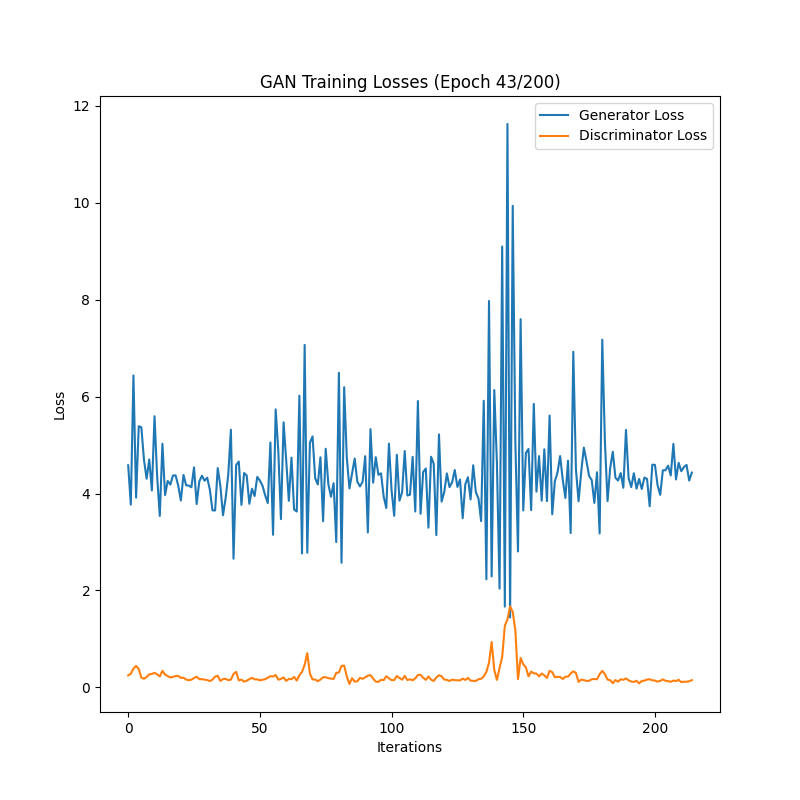 GAN Training Losses (Epoch 43/200)
Generator Loss
Discriminator Loss
12
10
8
6
4
2
0
Loss
0 50 100 150 200
Iterations